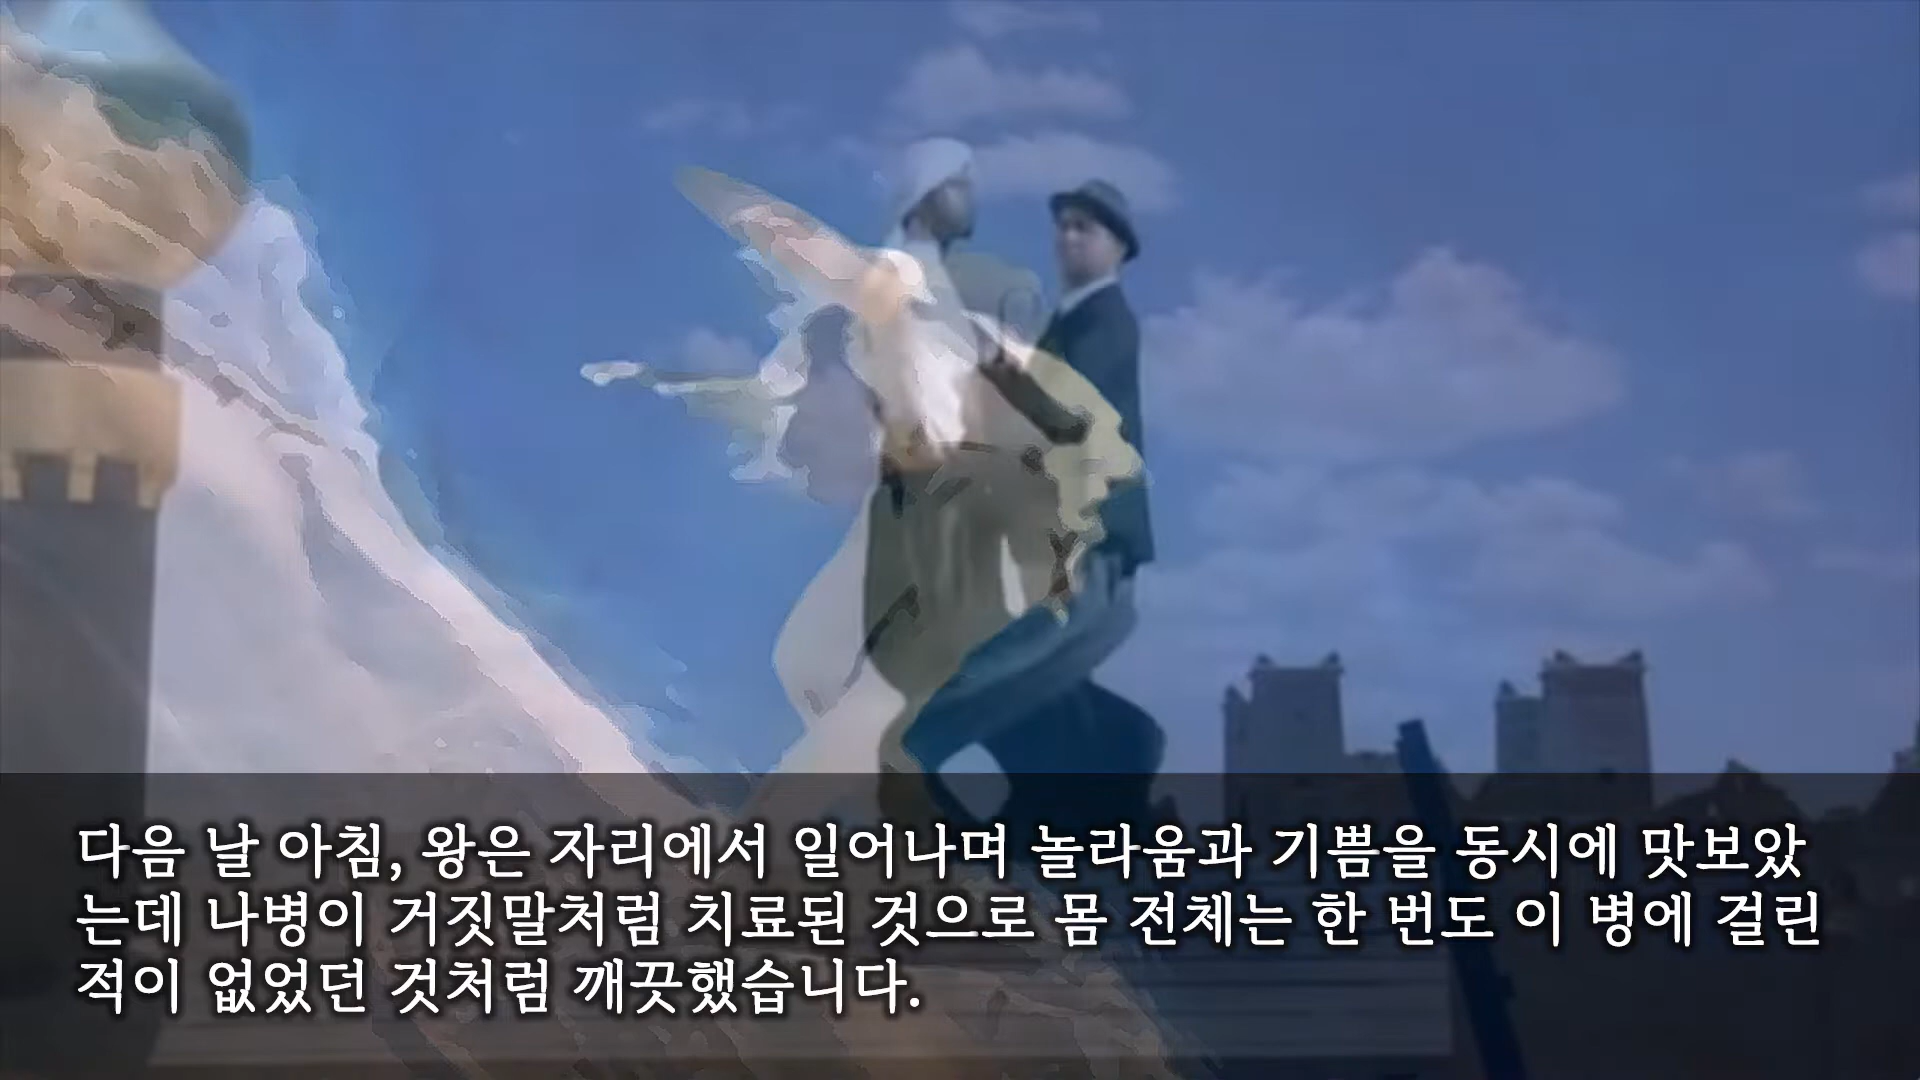 다음 날 아침, 왕은 자리에서 일어나며 놀라움과 기쁨을 동시에 맛보았
는데 나병이 거짓말처럼 치료된 것으로 몸 전체는 한 번도 이 병에 걸린
적이 없었던 것처럼 깨끗했습니다.